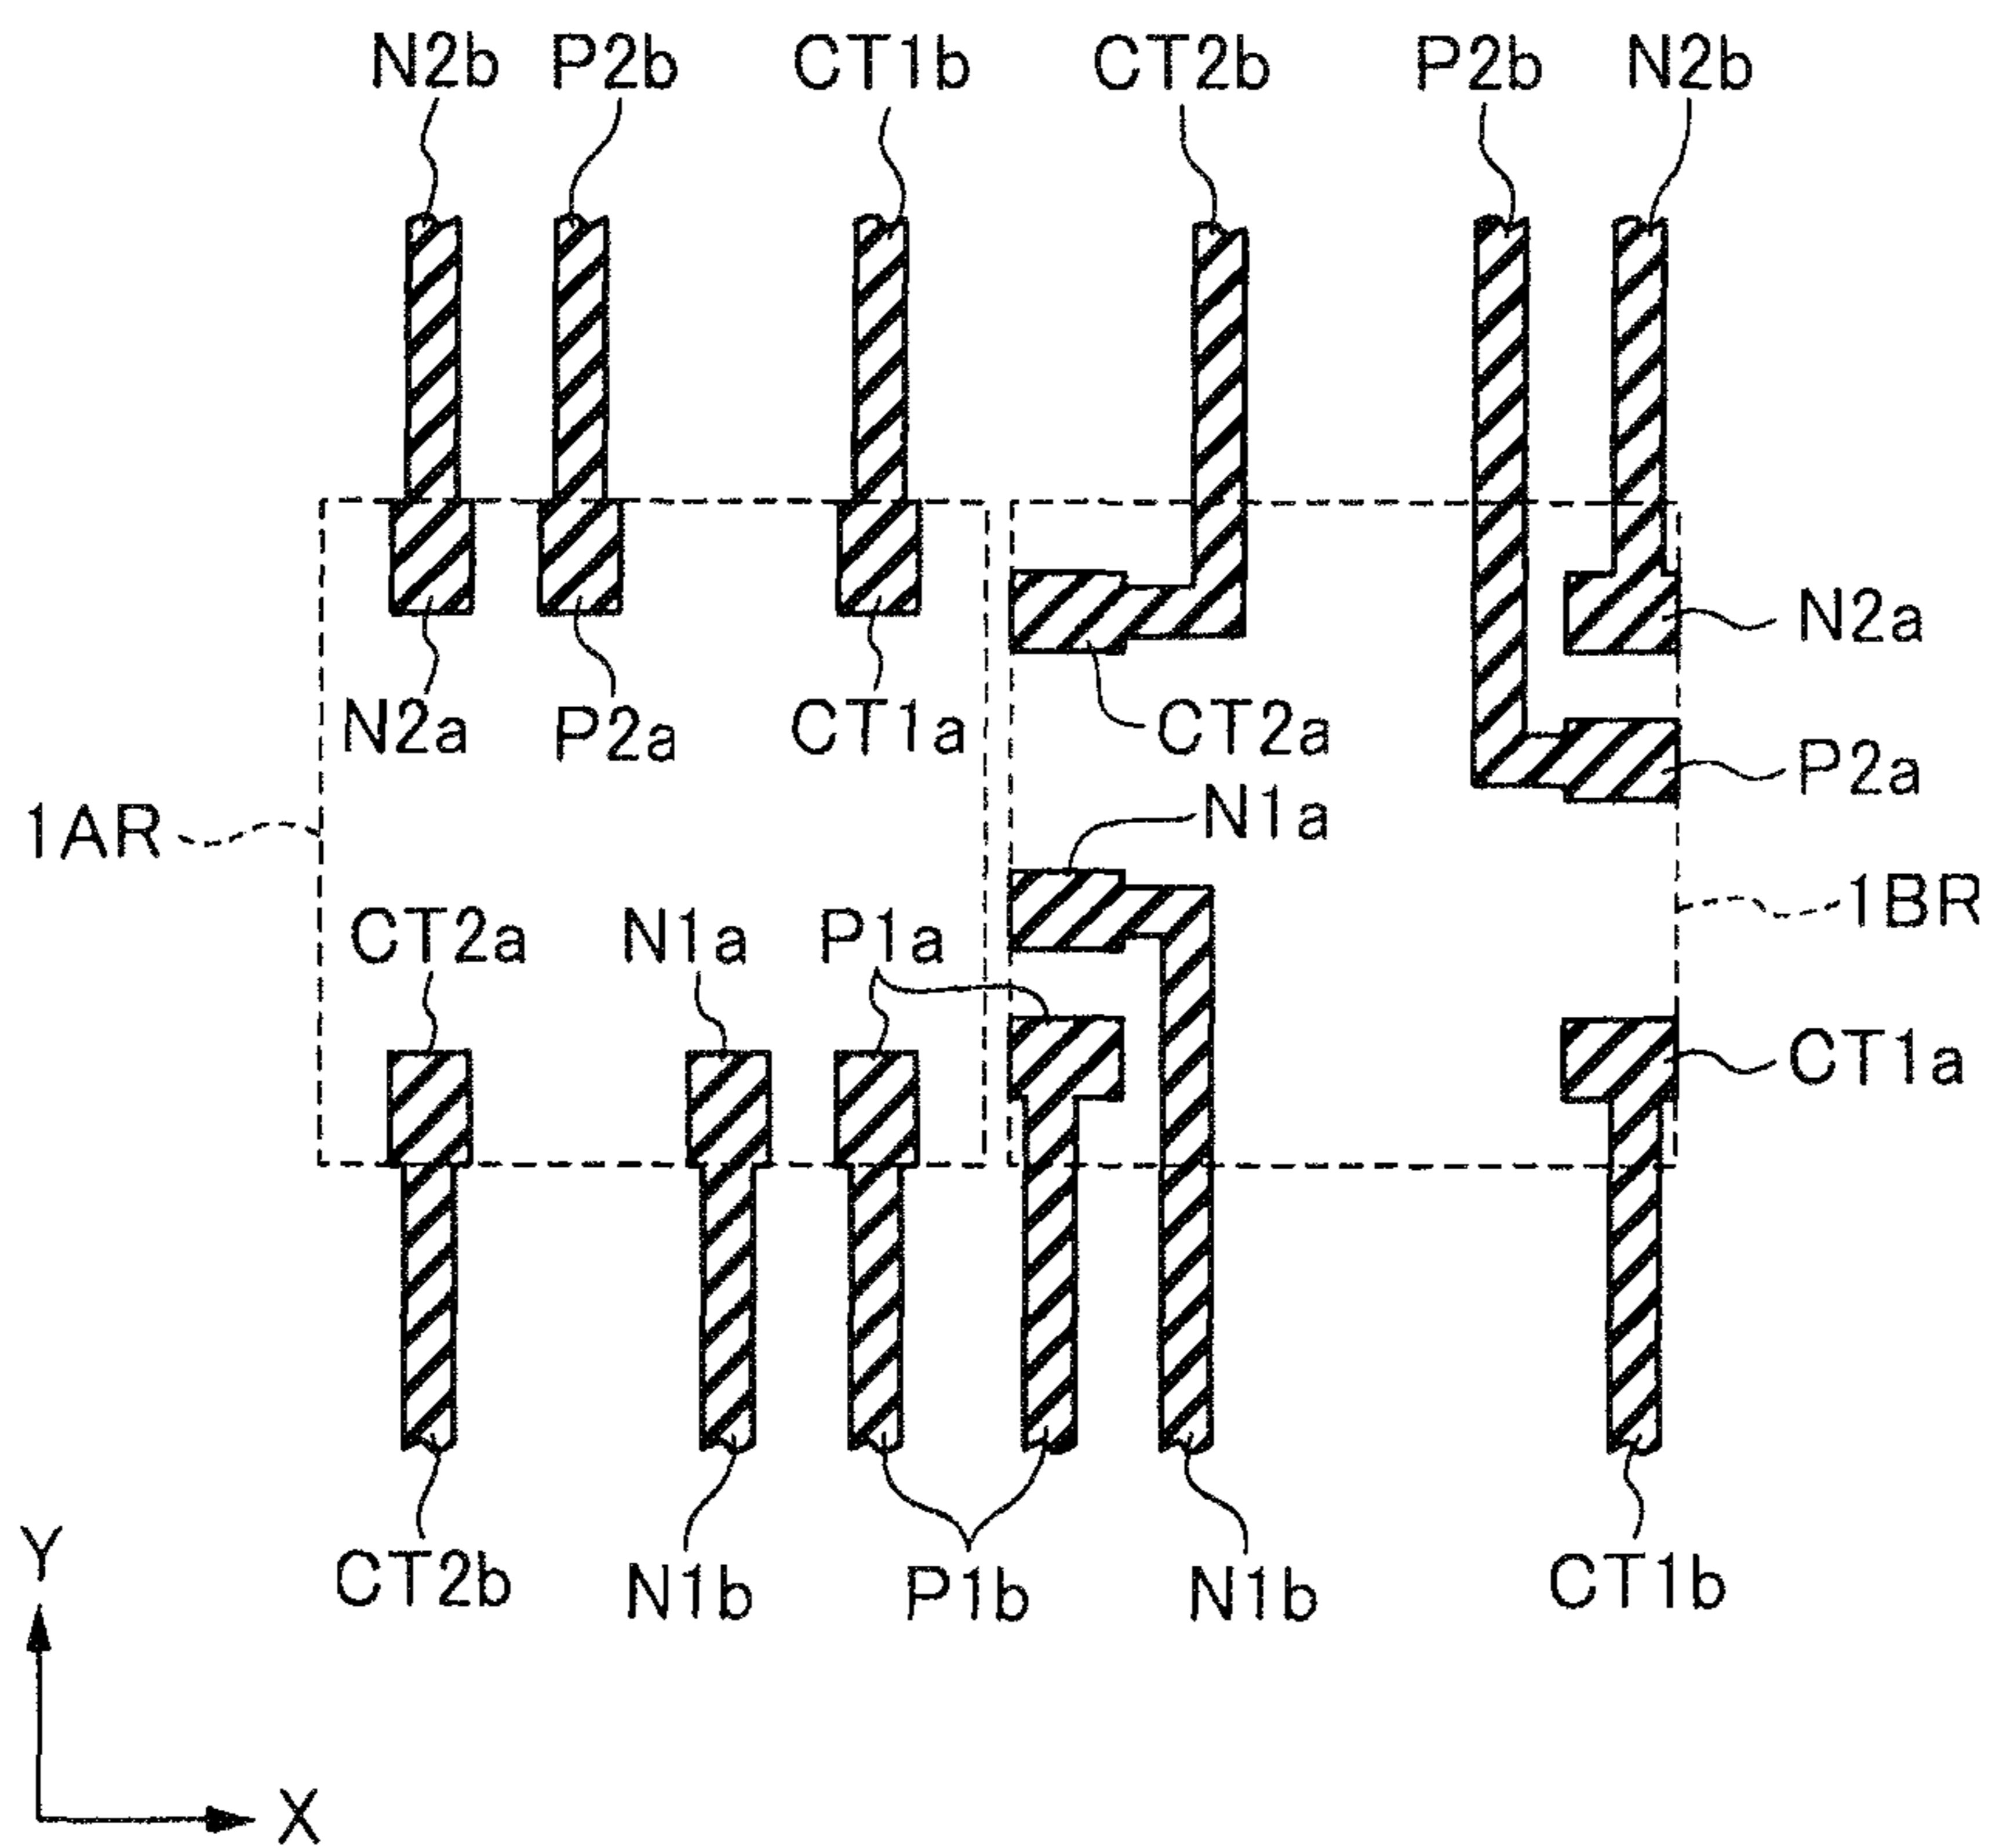 N2b P2b CT1b CT2b P2b N2b
N2a
N2a P2a CT1a CT2a
P2a
N1a
1AR
1BR
CT2a N1a P1a
CT1a
Y
CT2b N1b P1b N1b CT1b
X